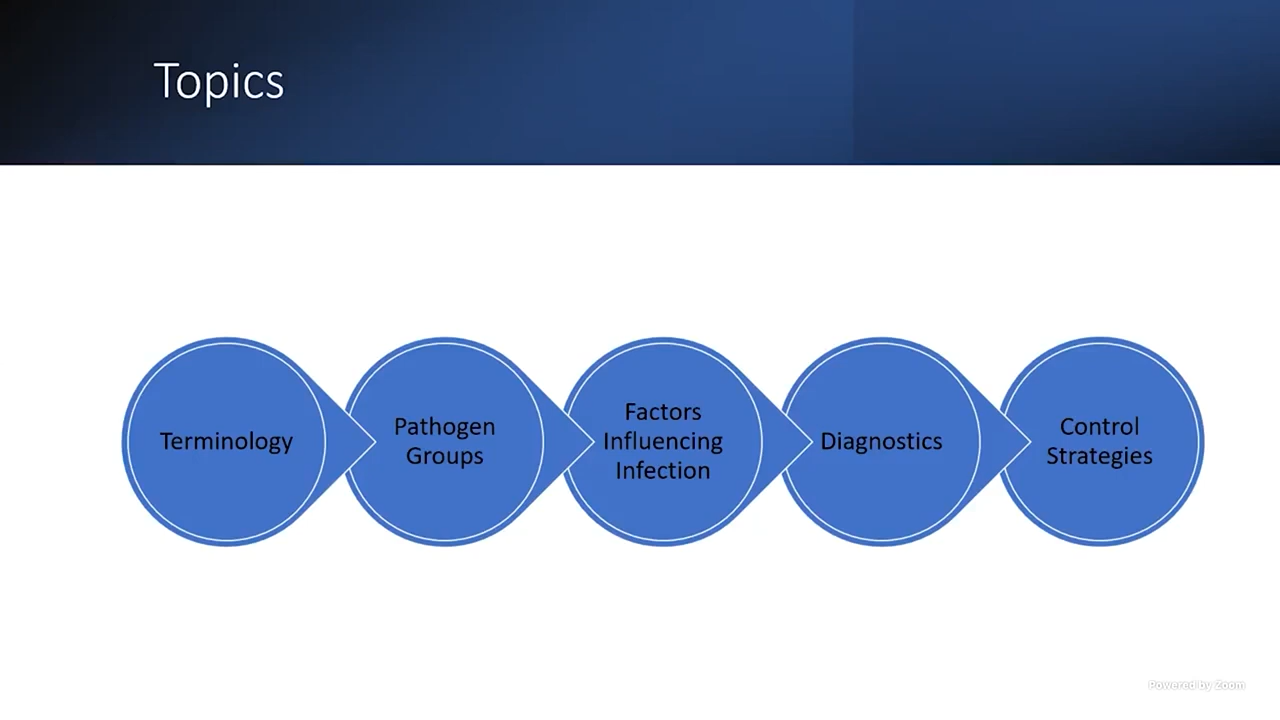 Topics
Terminology
Pathogen
Groups
Factors
Influencing
Infection
Diagnostics
Control
Strategies
Powered by Zoom